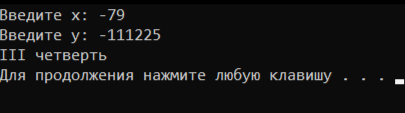 Введите x: -79
Введите y: -111225
III четверть
Для продолжения нажмите любую клавишу . . .